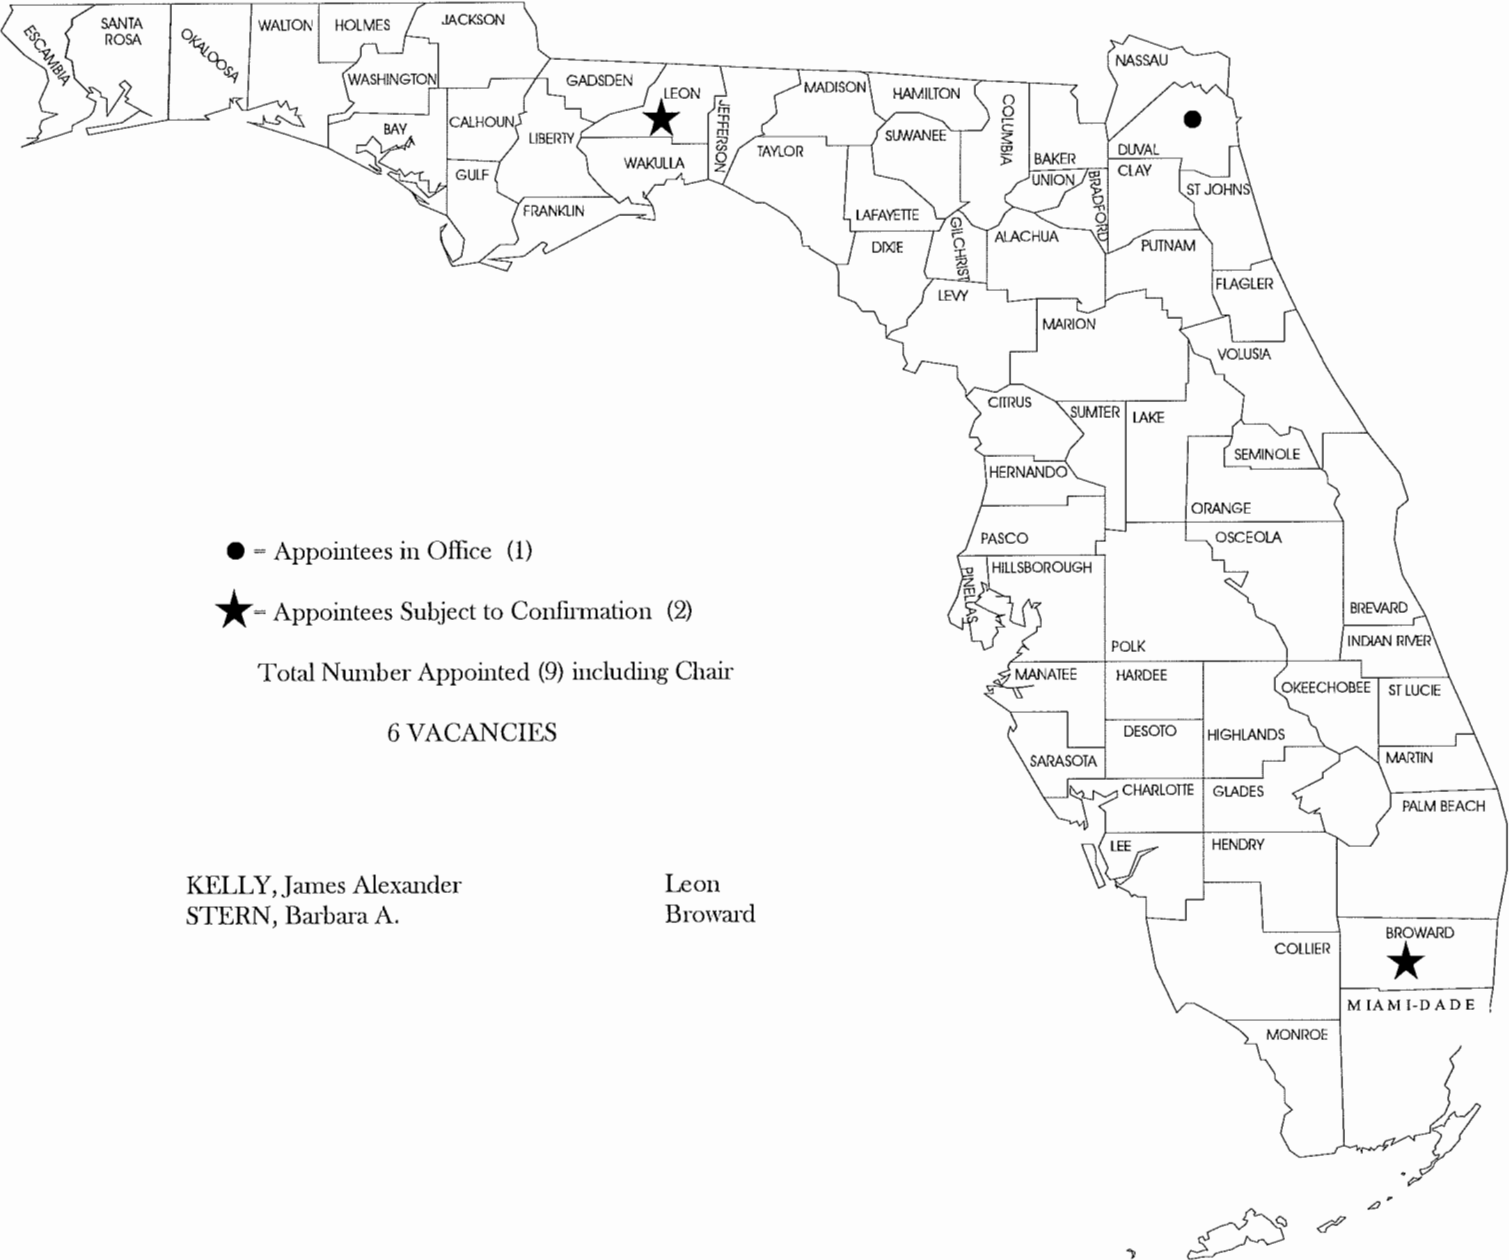 ESCAMBIA
SANTA
ROSA
OKALOOSA
WALTON
HOLMES
JACKSON
WASHINGTON
BAY
CALHOUN
GULF
GADSDEN
LIBERTY
LEON
JEFFERSON
WAKULLA
FRANKLIN
MADISON
TAYLOR
HAMILTON
SUWANEE
LAFAYETTE
DIXIE
COLUMBIA
GILCHRIST
BAKER
UNION
BRADFORD
ALACHUA
LEVY
NASSAU
DUVAL
CLAY
ST JOHNS
PUTNAM
FLAGLER
MARION
VOLUSIA
CITRUS
SUMTER
LAKE
SEMINOLE
HERNANDO
ORANGE
PASCO
OSCEOLA
PINELLAS
HILLSBOROUGH
BREVARD
POLK
INDIAN RIVER
MANATEE
HARDEE
OKEECHOBEE
ST LUCIE
DESOTO
HIGHLANDS
SARASOTA
MARTIN
CHARLOTTE
GLADES
PALM BEACH
LEE
HENDRY
BROWARD
COLLIER
MIAMI-DADE
MONROE
= Appointees in Office (1)
= Appointees Subject to Confirmation (2)
Total Number Appointed (9) including Chair
6 VACANCIES
KELLY, James Alexander Leon
STERN, Barbara A. Broward